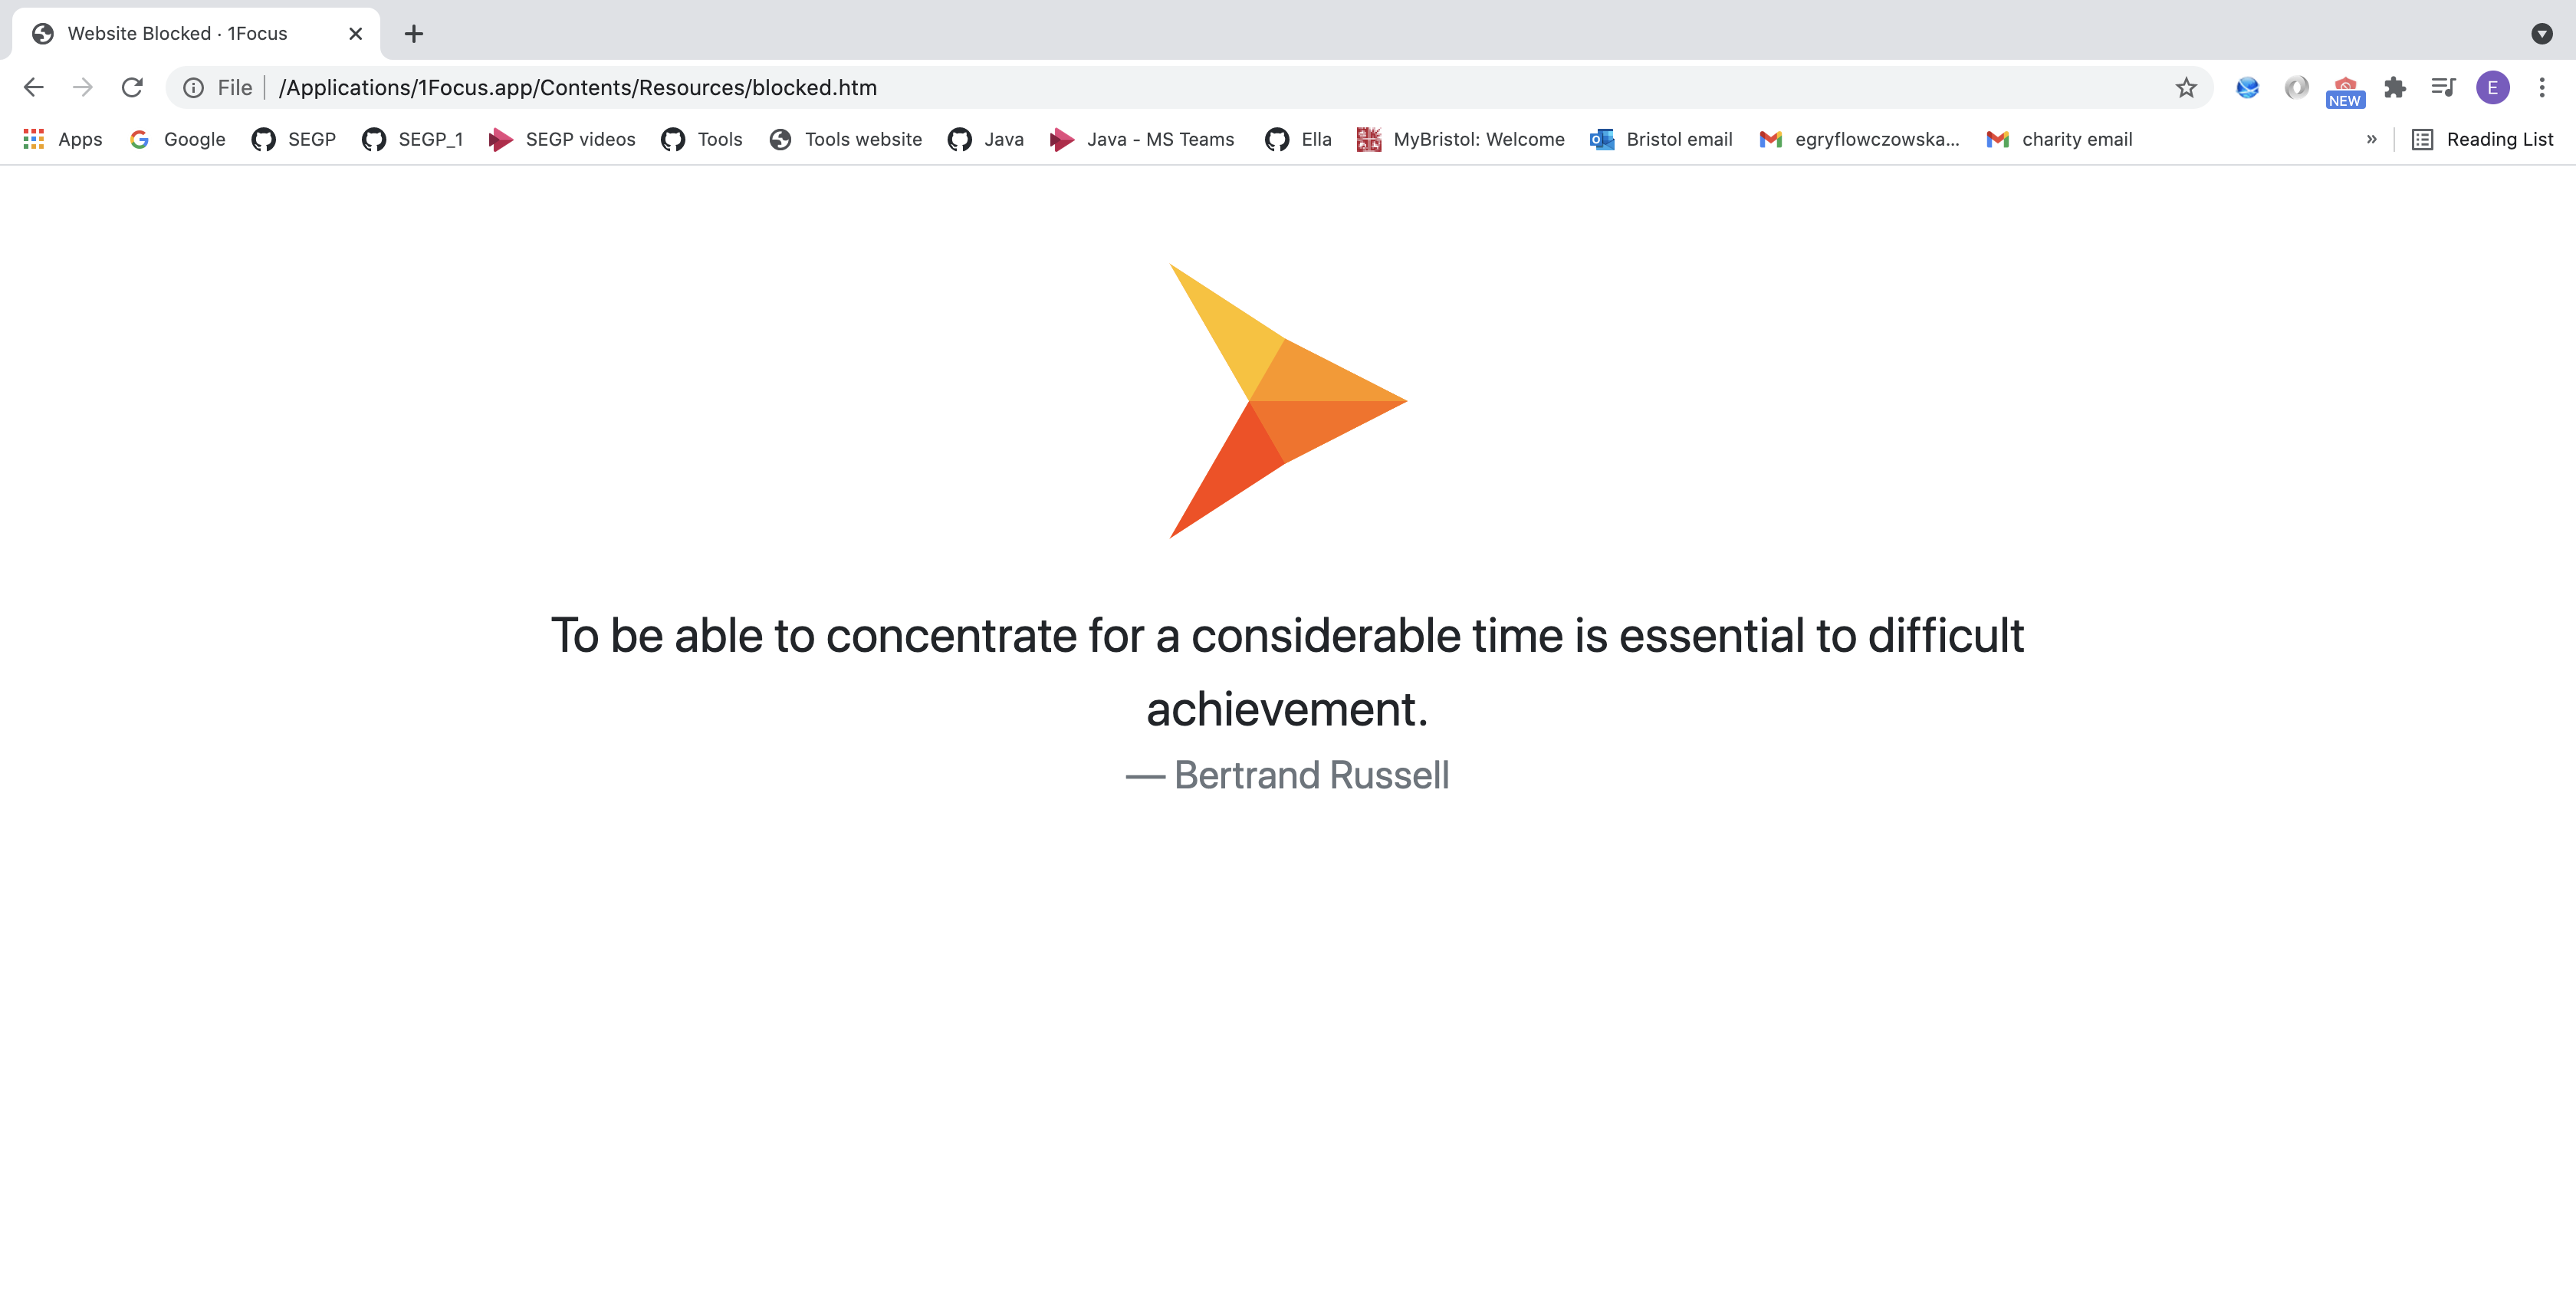 Website Blocked · 1Focus
File /Applications/1Focus.app/Contents/Resources/blocked.htm
NEW
E
Apps Google SEGP SEGP_1 SEGP videos Tools Tools website Java Java - MS Teams Ella MyBristol: Welcome Bristol email egryflowczowska... charity email » Reading List
To be able to concentrate for a considerable time is essential to difficult
achievement.
— Bertrand Russell